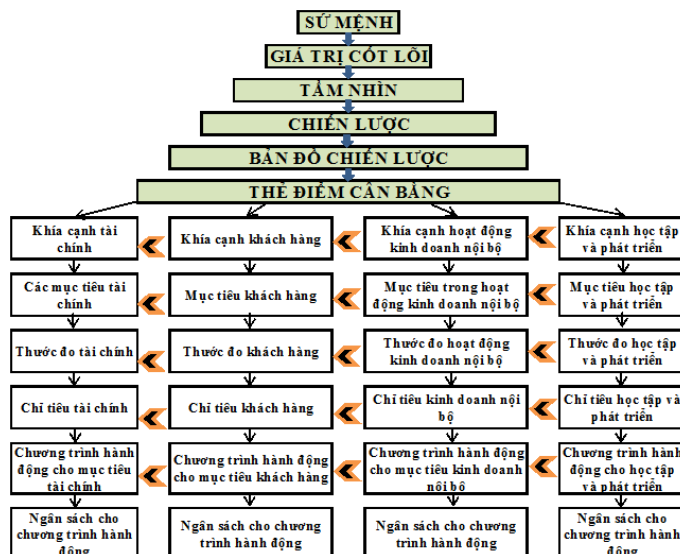 SỨ MỆNH
GIÁ TRỊ CỐT LÕI
TẦM NHÌN
CHIẾN LƯỢC
BẢN ĐỒ CHIẾN LƯỢC
THẺ ĐIỂM CÂN BẰNG
Khía cạnh tài
chính
Khía cạnh khách hàng
Khía cạnh hoạt động
kinh doanh nội bộ
Khía cạnh học tập
và phát triển
Các mục tiêu tài
chính
Mục tiêu khách hàng
Mục tiêu trong hoạt
động kinh doanh nội bộ
Mục tiêu học tập
và phát triển
Thước đo tài chính
Thước đo khách hàng
Thước đo hoạt động
kinh doanh nội bộ
Thước đo học tập
và phát triển
Chỉ tiêu tài chính
Chỉ tiêu khách hàng
Chỉ tiêu kinh doanh nội
bộ
Chỉ tiêu học tập và
phát triển
Chương trình hành
động cho mục tiêu
tài chính
Chương trình hành động
cho mục tiêu khách hàng
Chương trình hành động
cho mục tiêu kinh doanh
nội bộ
Chương trình hành
động cho học tập
và phát triển
Ngân sách cho
chương trình hành
động
Ngân sách cho chương
trình hành động
Ngân sách cho chương
trình hành động
Ngân sách cho
chương trình hành
động